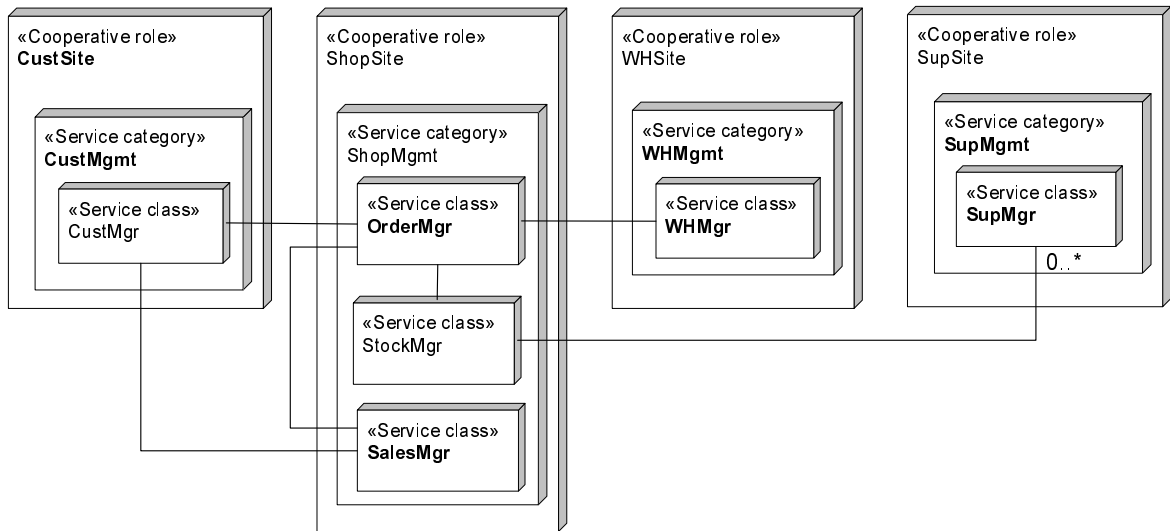 «Cooperative role»
CustSite
«Service category»
CustMgmt
«Service class»
CustMgr
«Cooperative role»
ShopSite
«Service category»
ShopMgmt
«Service class»
OrderMgr
«Service class»
StockMgr
«Service class»
SalesMgr
«Cooperative role»
WHSite
«Service category»
WHMgmt
«Service class»
WHMgr
«Cooperative role»
SupSite
«Service category»
SupMgmt
«Service class»
SupMgr
0..*